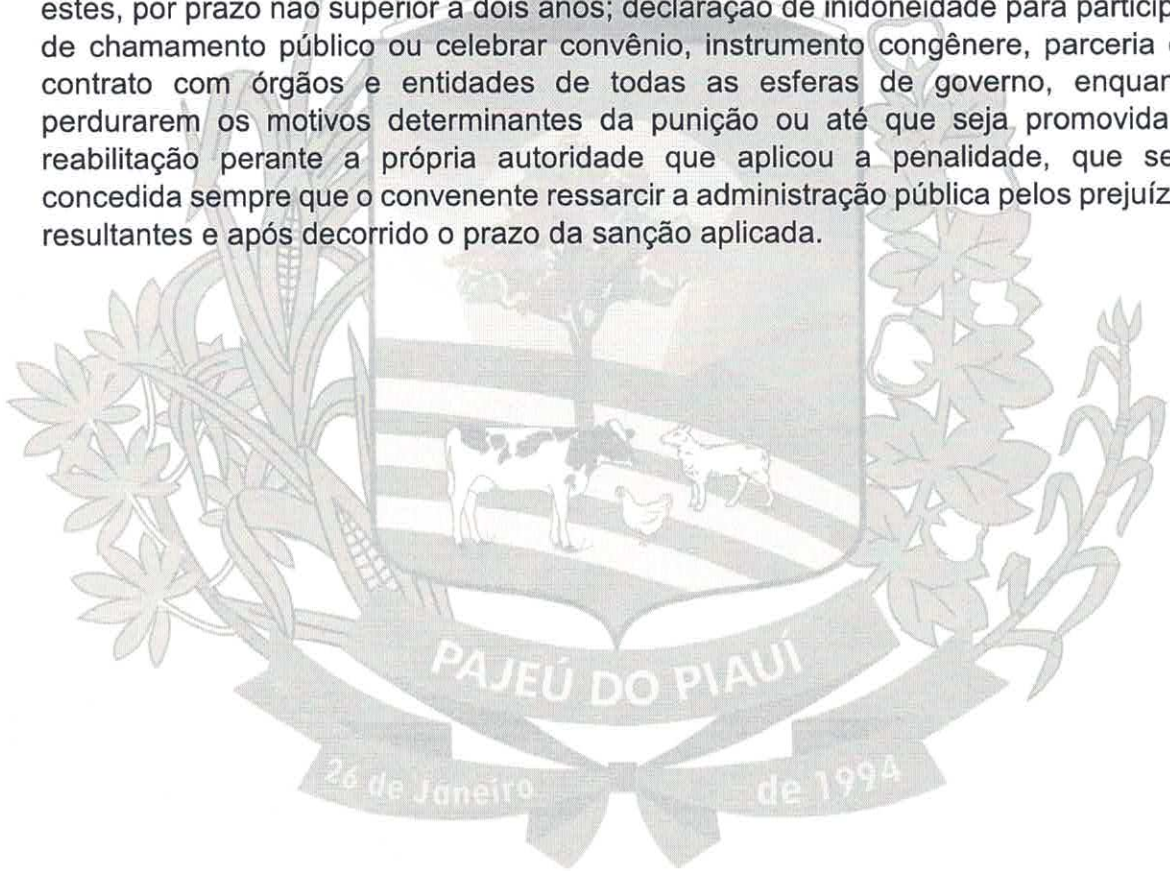 estes, por prazo não superior a dois anos; declaração de inidoneidade para particip
de chamamento público ou celebrar convênio, instrumento congênere, parceria
contrato com órgãos e entidades de todas as esferas de governo, enquan
perdurarem os motivos determinantes da punição ou até que seja promovida
reabilitação perante a própria autoridade que aplicou a penalidade, que se
concedida sempre que o convenente ressarcir a administração pública pelos prejuíz
resultantes e após decorrido o prazo da sanção aplicada.
PAJEÚ DO PIAUÍ
26 de Janeiro de 1994